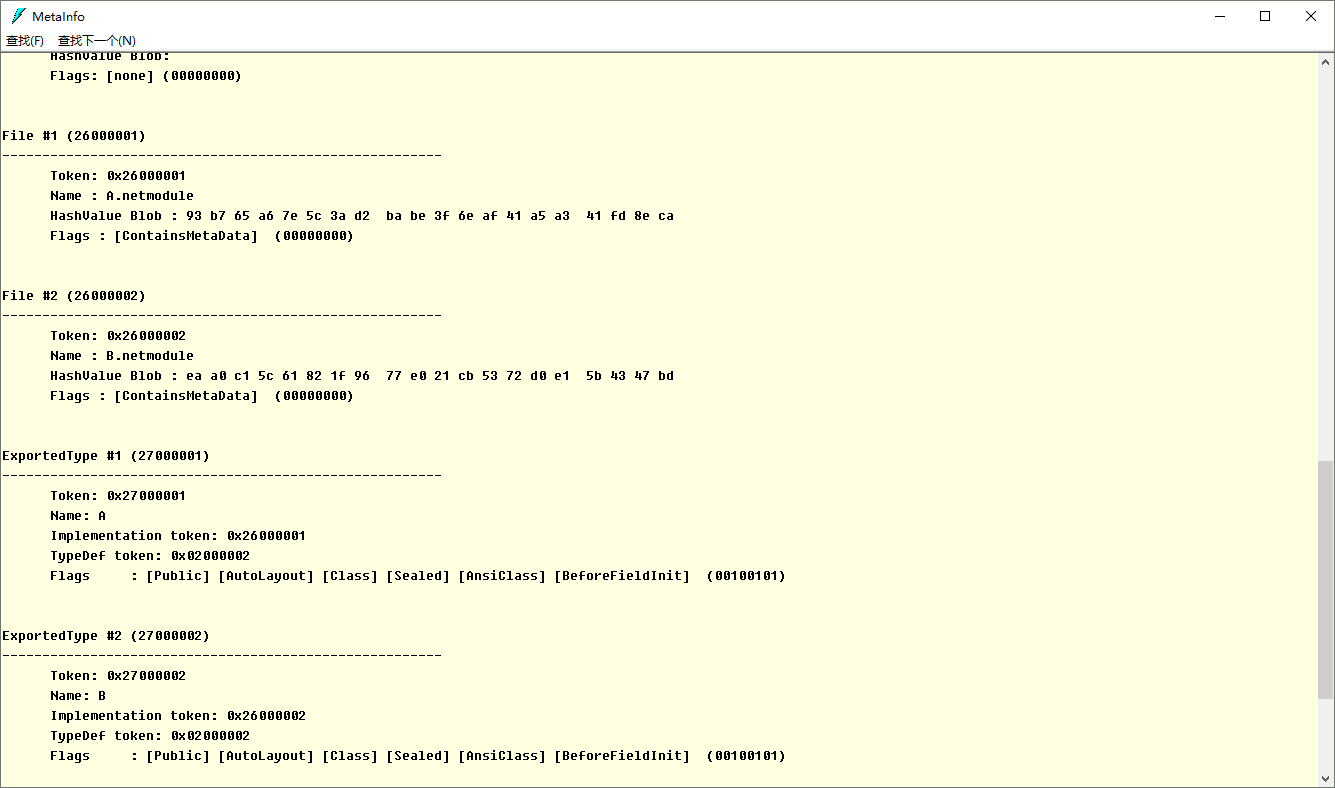 MetaInfo
查找(F) 查找下一个(N)
HashValue Blob:
Flags: [none] (00000000)
File #1 (26000001)
-------------------------------------------------------
Token: 0x26000001
Name : A.netmodule
HashValue Blob : 93 b7 65 a6 7e 5c 3a d2  ba be 3f 6e af 41 a5 a3  41 fd 8e ca
Flags : [ContainsMetaData]  (00000000)
File #2 (26000002)
-------------------------------------------------------
Token: 0x26000002
Name : B.netmodule
HashValue Blob : ea a0 c1 5c 61 82 1f 96  77 e0 21 cb 53 72 d0 e1  5b 43 47 bd
Flags : [ContainsMetaData]  (00000000)
ExportedType #1 (27000001)
-------------------------------------------------------
Token: 0x27000001
Name: A
Implementation token: 0x26000001
TypeDef token: 0x02000002
Flags     : [Public] [AutoLayout] [Class] [Sealed] [AnsiClass] [BeforeFieldInit]  (00100101)
ExportedType #2 (27000002)
-------------------------------------------------------
Token: 0x27000002
Name: B
Implementation token: 0x26000002
TypeDef token: 0x02000002
Flags     : [Public] [AutoLayout] [Class] [Sealed] [AnsiClass] [BeforeFieldInit]  (00100101)